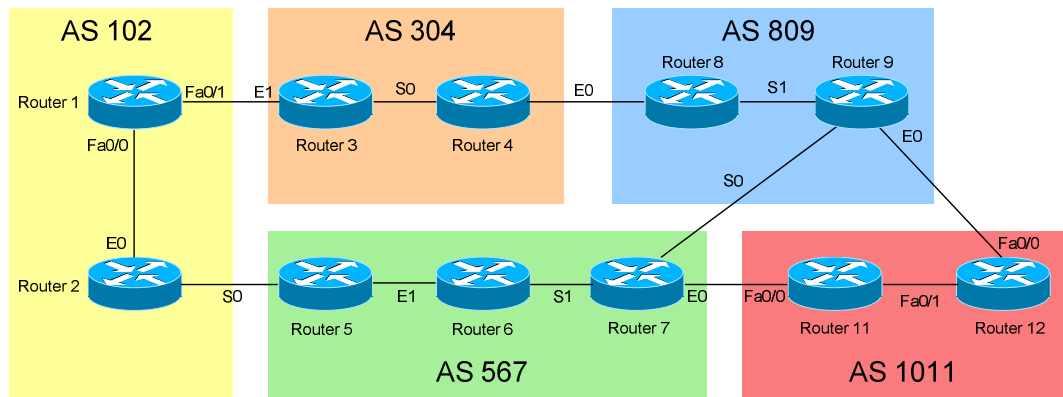 AS 102
AS 304
AS 809
Router 1
Fa0/1
E1
S0
E0
Router 8
S1
Router 9
Fa0/0
Router 3
Router 4
E0
S0
E0
Router 2
S0
Router 5
E1
Router 6
S1
Router 7
E0
Fa0/0
Router 11
Fa0/1
Fa0/0
Router 12
AS 567
AS 1011